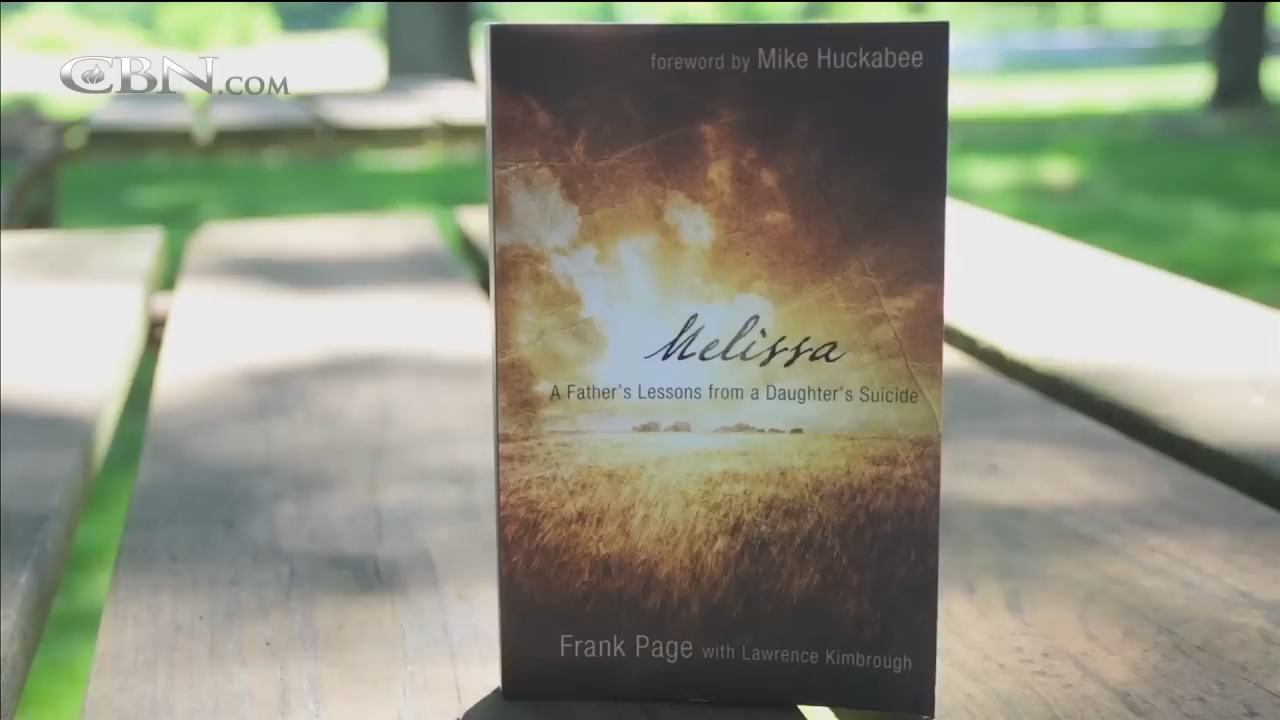 CBN.COM
foreword by Mike Huckabee
Melissa
A Father's Lessons from a Daughter's Suicide
Frank Page with Lawrence Kimbrough